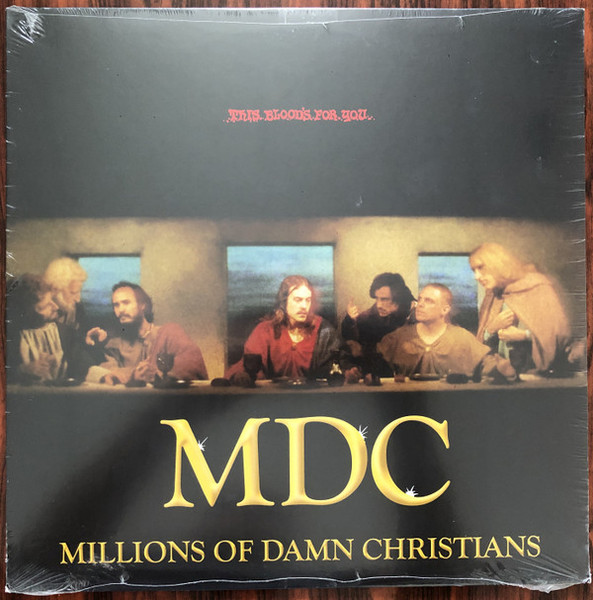 THIS BLOOD'S FOR YOU
MDC
MILLIONS OF DAMN CHRISTIANS